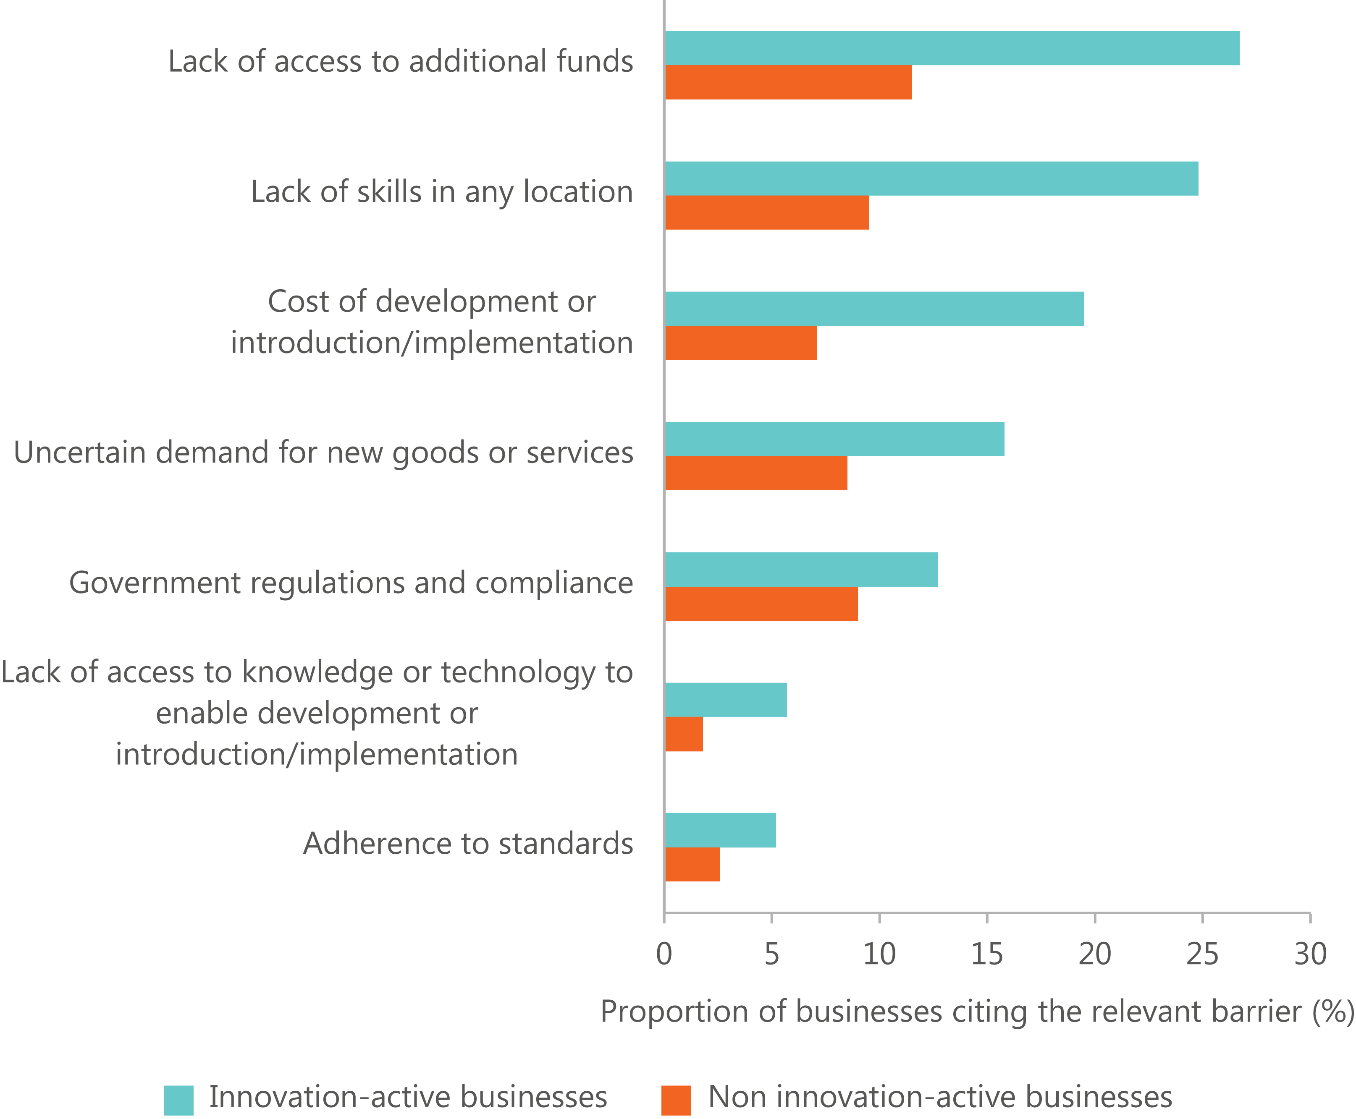 Lack of access to additional funds
Lack of skills in any location
Cost of development or
introduction/implementation
Uncertain demand for new goods or services
Government regulations and compliance
Lack of access to knowledge or technology to
enable development or
introduction/implementation
Adherence to standards
0 5 10 15 20 25 30
Proportion of businesses citing the relevant barrier (%)
Innovation-active businesses Non innovation-active businesses